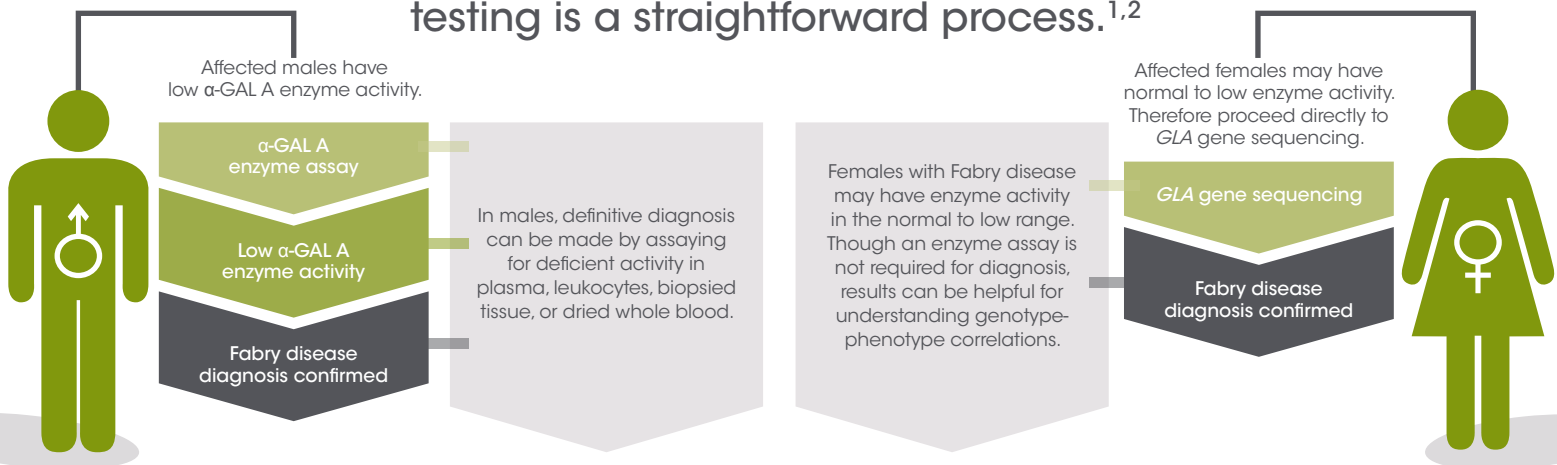 testing is a straightforward process.1,2
Affected males have
low α-GAL A enzyme activity.
α-GAL A
enzyme assay
Low α-GAL A
enzyme activity
Fabry disease
diagnosis confirmed
In males, definitive diagnosis
can be made by assaying
for deficient activity in
plasma, leukocytes, biopsied
tissue, or dried whole blood.
Females with Fabry disease
may have enzyme activity
in the normal to low range.
Though an enzyme assay is
not required for diagnosis,
results can be helpful for
understanding genotype-
phenotype correlations.
Affected females may have
normal to low enzyme activity.
Therefore proceed directly to
GLA gene sequencing.
GLA gene sequencing
Fabry disease
diagnosis confirmed